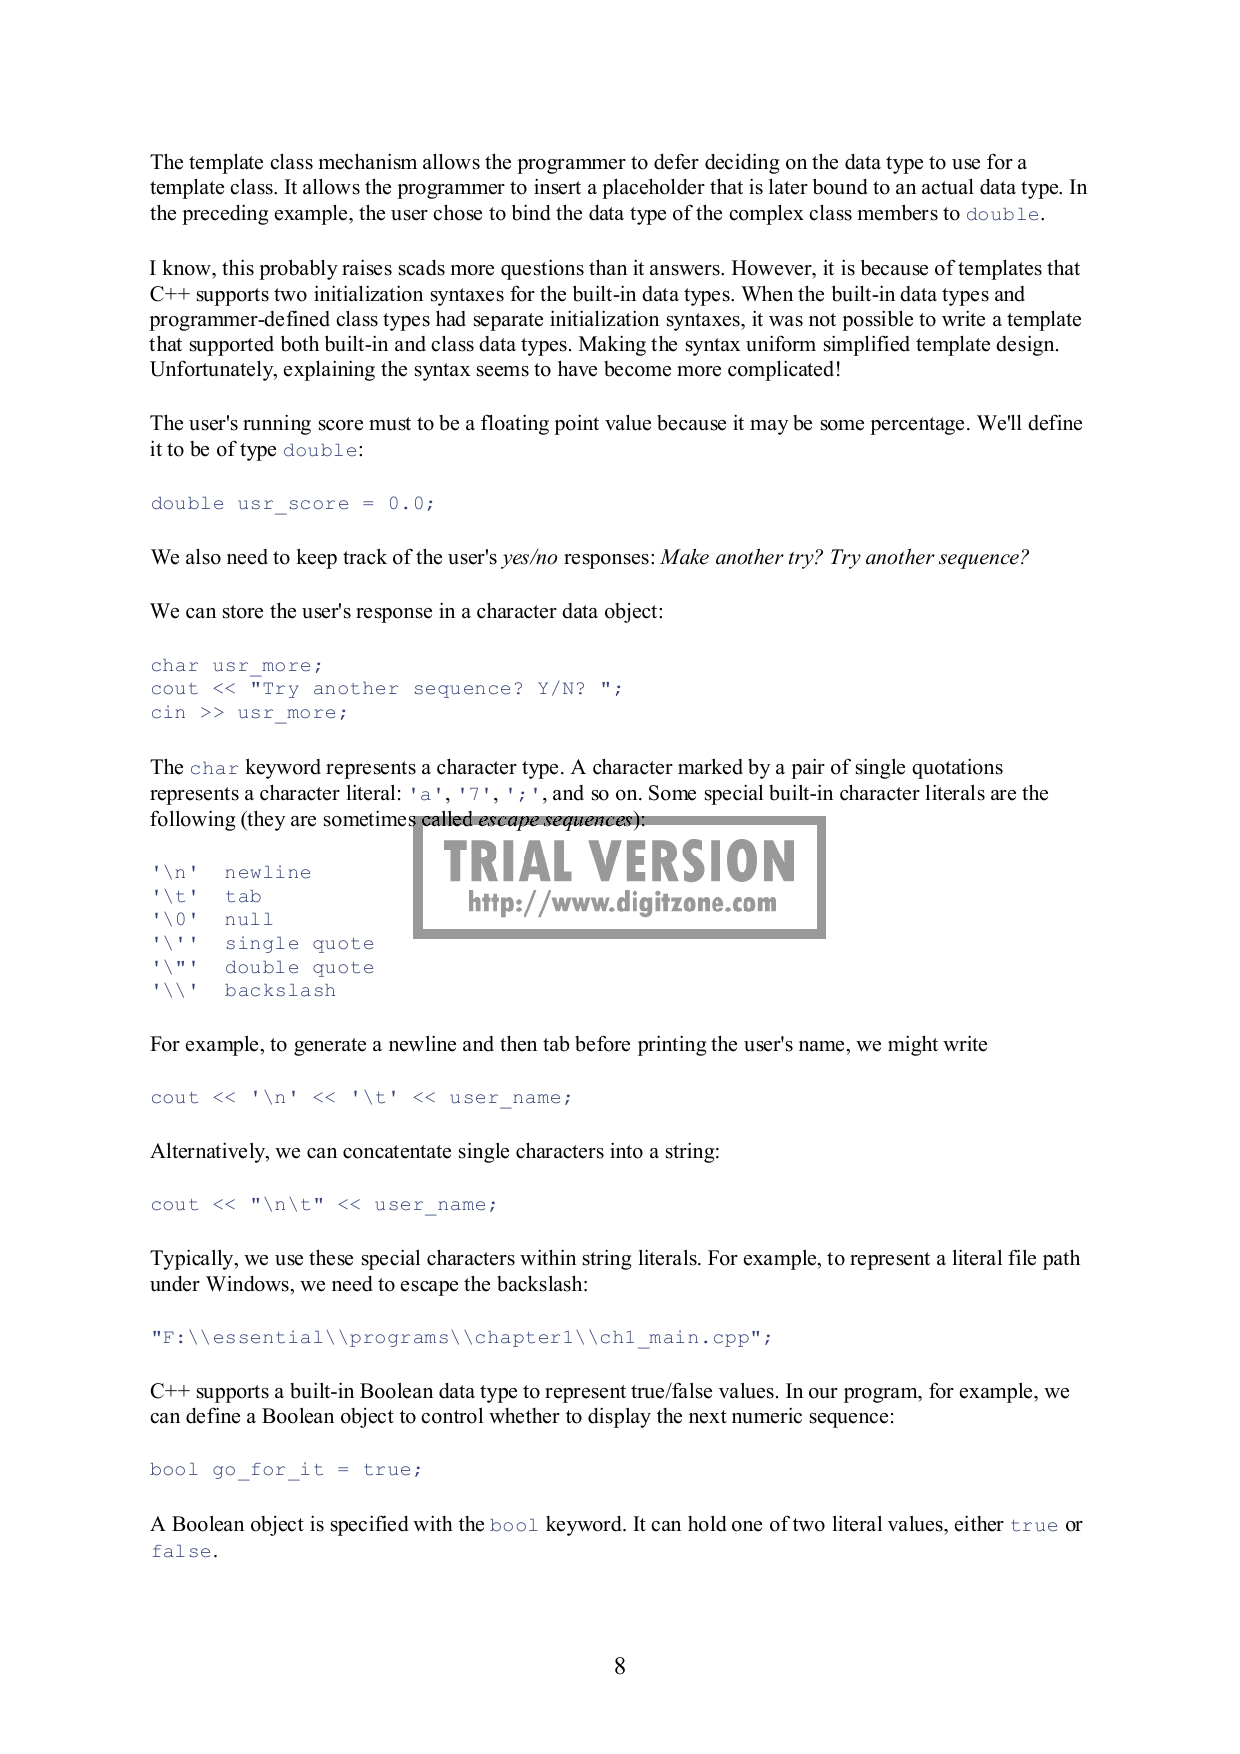 The template class mechanism allows the programmer to defer deciding on the data type to use for a
template class. It allows the programmer to insert a placeholder that is later bound to an actual data type. In
the preceding example, the user chose to bind the data type of the complex class members to double.
I know, this probably raises scads more questions than it answers. However, it is because of templates that
C++ supports two initialization syntaxes for the built-in data types. When the built-in data types and
programmer-defined class types had separate initialization syntaxes, it was not possible to write a template
that supported both built-in and class data types. Making the syntax uniform simplified template design.
Unfortunately, explaining the syntax seems to have become more complicated!
The user's running score must to be a floating point value because it may be some percentage. We'll define
it to be of type double:
double usr_score = 0.0;
We also need to keep track of the user's yes/no responses: Make another try? Try another sequence?
We can store the user's response in a character data object:
char usr_more;
cout << "Try another sequence? Y/N? ";
cin >> usr_more;
The char keyword represents a character type. A character marked by a pair of single quotations
represents a character literal: 'a', '7', ';', and so on. Some special built-in character literals are the
following (they are sometimes called escape sequences):
TRIAL VERSION
http://www.digitzone.com
'\n'  newline
'\t'  tab
'\0'  null
'\''  single quote
'\"'  double quote
'\\'  backslash
For example, to generate a newline and then tab before printing the user's name, we might write
cout << '\n' << '\t' << user_name;
Alternatively, we can concatentate single characters into a string:
cout << "\n\t" << user_name;
Typically, we use these special characters within string literals. For example, to represent a literal file path
under Windows, we need to escape the backslash:
"F:\\essential\\programs\\chapter1\\ch1_main.cpp";
C++ supports a built-in Boolean data type to represent true/false values. In our program, for example, we
can define a Boolean object to control whether to display the next numeric sequence:
bool go_for_it = true;
A Boolean object is specified with the bool keyword. It can hold one of two literal values, either true or
false.
8